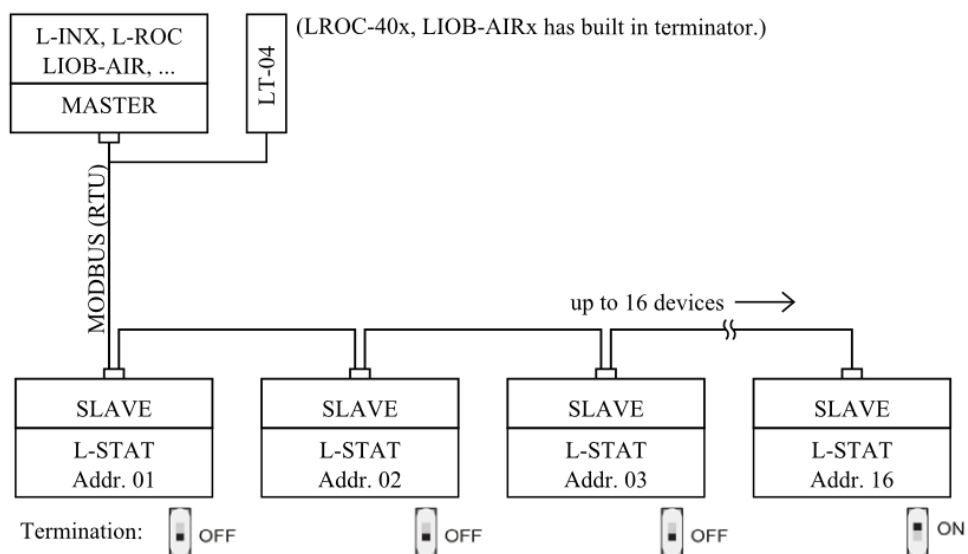 L-INX, L-ROC
LIOB-AIR, ...
MASTER
LT-04
(LROC-40x, LIOB-AIRx has built in terminator.)
MODBUS (RTU)
up to 16 devices
SLAVE
L-STAT
Addr. 01
SLAVE
L-STAT
Addr. 02
SLAVE
L-STAT
Addr. 03
SLAVE
L-STAT
Addr. 16
Termination:
OFF
OFF
OFF
ON